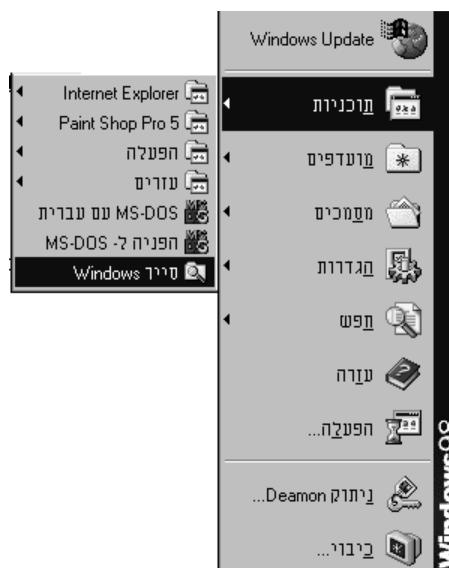 Windows Update
תוכניות
מועדפים
מסמכים
הגדרות
חפש
עזרה
הפעלה...
ניתוק Deamon...
כיבוי...
Internet Explorer
Paint Shop Pro 5
הפעלה
עזרים
MS-DOS עם עברית
הפניה ל- MS-DOS
סייר Windows
Windows98